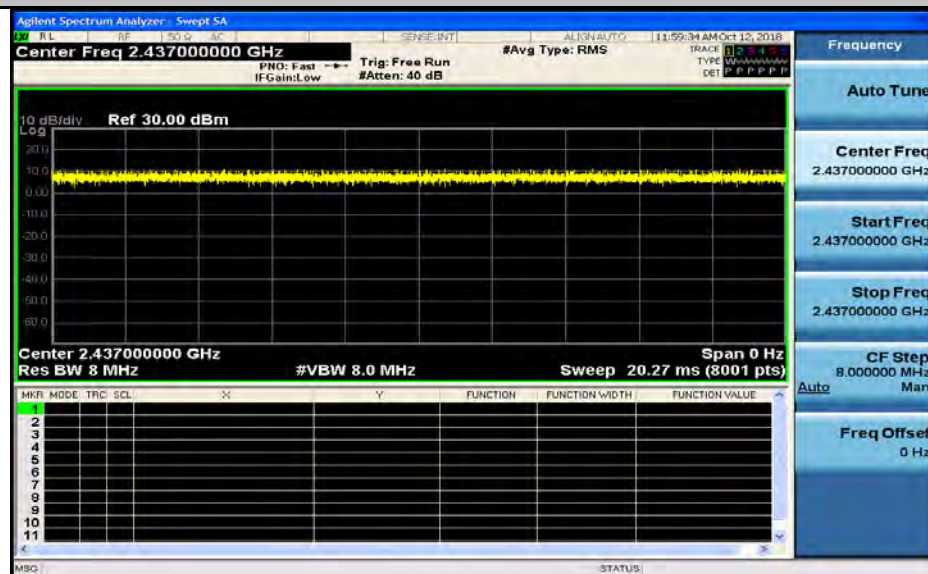 Agilent Spectrum Analyzer - Swept SA
LXI RL RF 50 Ω AC SENSE:INT ALIGN AUTO 11:59:34 AM Oct 12, 2018
Center Freq 2.437000000 GHz
#Avg Type: RMS
TRACE 1 2 3 4 5
TYPE
DET P P P P P P
PNO: Fast
IFGain:Low
Trig: Free Run
#Atten: 40 dB
10 dB/div
Log
Ref 30.00 dBm
20.0
10.0
0.00
-10.0
-20.0
-30.0
-40.0
-50.0
-60.0
Center 2.437000000 GHz
Span 0 Hz
Res BW 8 MHz
#VBW 8.0 MHz
Sweep 20.27 ms (8001 pts)
MKR MODE TRC SCL X Y FUNCTION FUNCTION WIDTH FUNCTION VALUE
1
2
3
4
5
6
7
8
9
10
11
MSG
STATUS
Frequency
Auto Tune
Center Freq
2.437000000 GHz
Start Freq
2.437000000 GHz
Stop Freq
2.437000000 GHz
CF Step
8.000000 MHz
Auto Man
Freq Offset
0 Hz